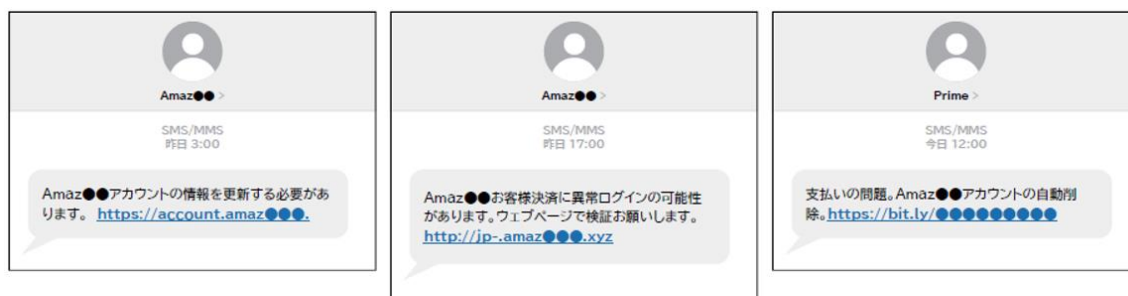 Amaz●● >
SMS/MMS
昨日 3:00
Amaz●●アカウントの情報を更新する必要があ
ります。 https://account.amaz●●●.
Amaz●● >
SMS/MMS
昨日 17:00
Amaz●●お客様決済に異常ログインの可能性
があります。ウェブページで検証お願いします。
http://jp-.amaz●●●.xyz
Prime >
SMS/MMS
今日 12:00
支払いの問題。Amaz●●アカウントの自動削
除。https://bit.ly/●●●●●●●●●